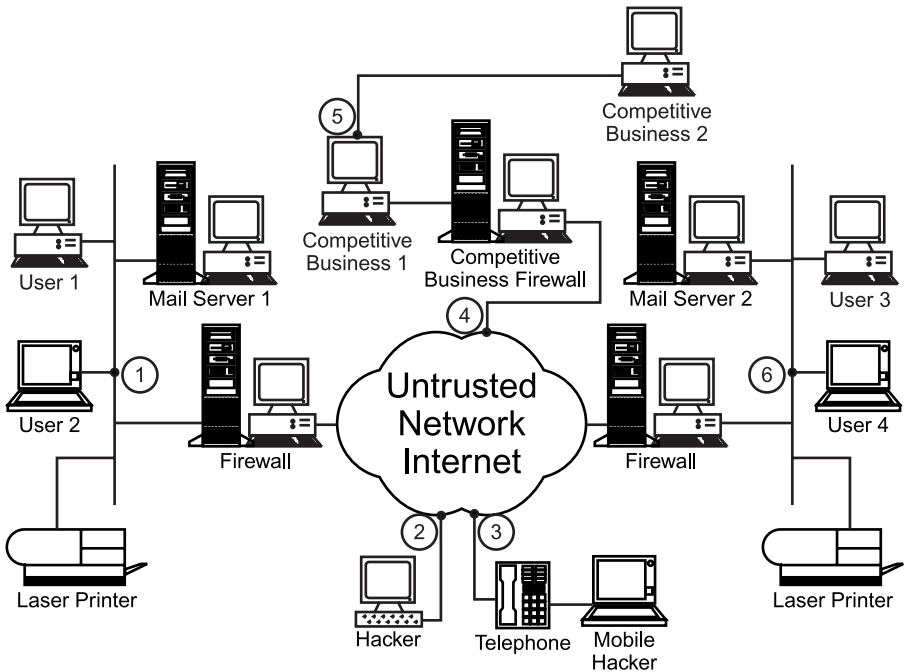 Competitive
Business 2
5
User 1
Mail Server 1
Competitive
Business 1
Competitive
Business Firewall
Mail Server 2
User 3
4
1
6
User 2
Firewall
Untrusted
Network
Internet
Firewall
User 4
2
3
Laser Printer
Hacker
Telephone
Mobile
Hacker
Laser Printer